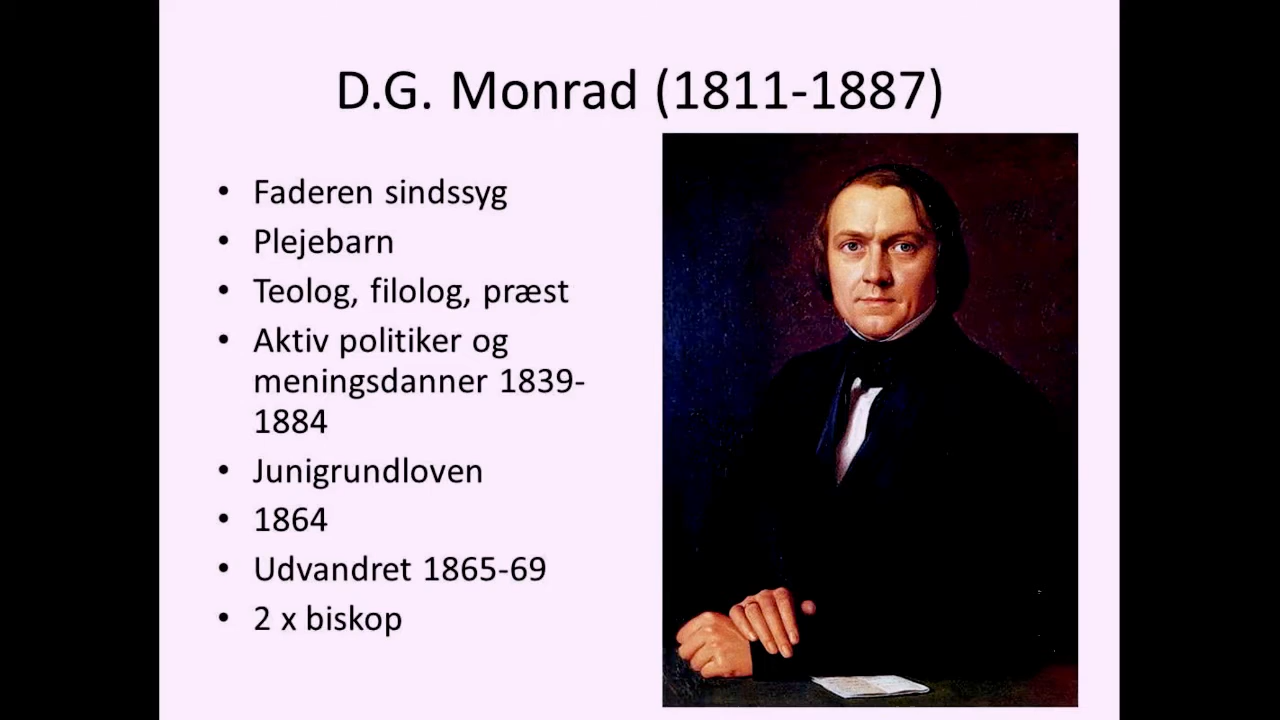 D.G. Monrad (1811-1887)
• Faderen sindssyg
• Plejebarn
• Teolog, filolog, præst
• Aktiv politiker og
meningsdanner 1839-
1884
• Junigrundloven
• 1864
• Udvandret 1865-69
• 2 x biskop